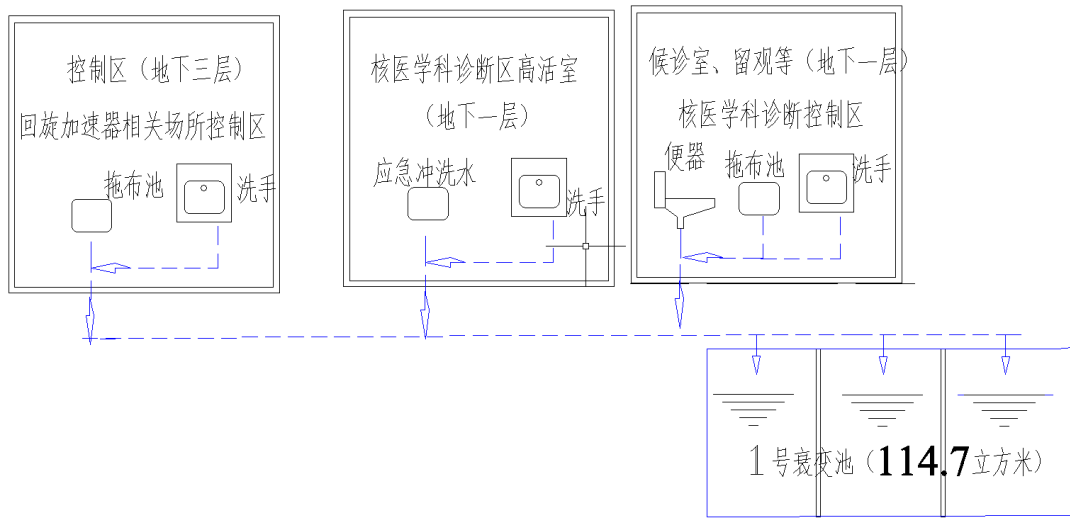 控制区（地下三层）
回旋加速器相关场所控制区
拖布池
洗手
核医学科诊断区高活室
（地下一层）
应急冲洗水
洗手
候诊室、留观等（地下一层）
核医学科诊断控制区
便器
拖布池
洗手
1号衰变池（114.7立方米）